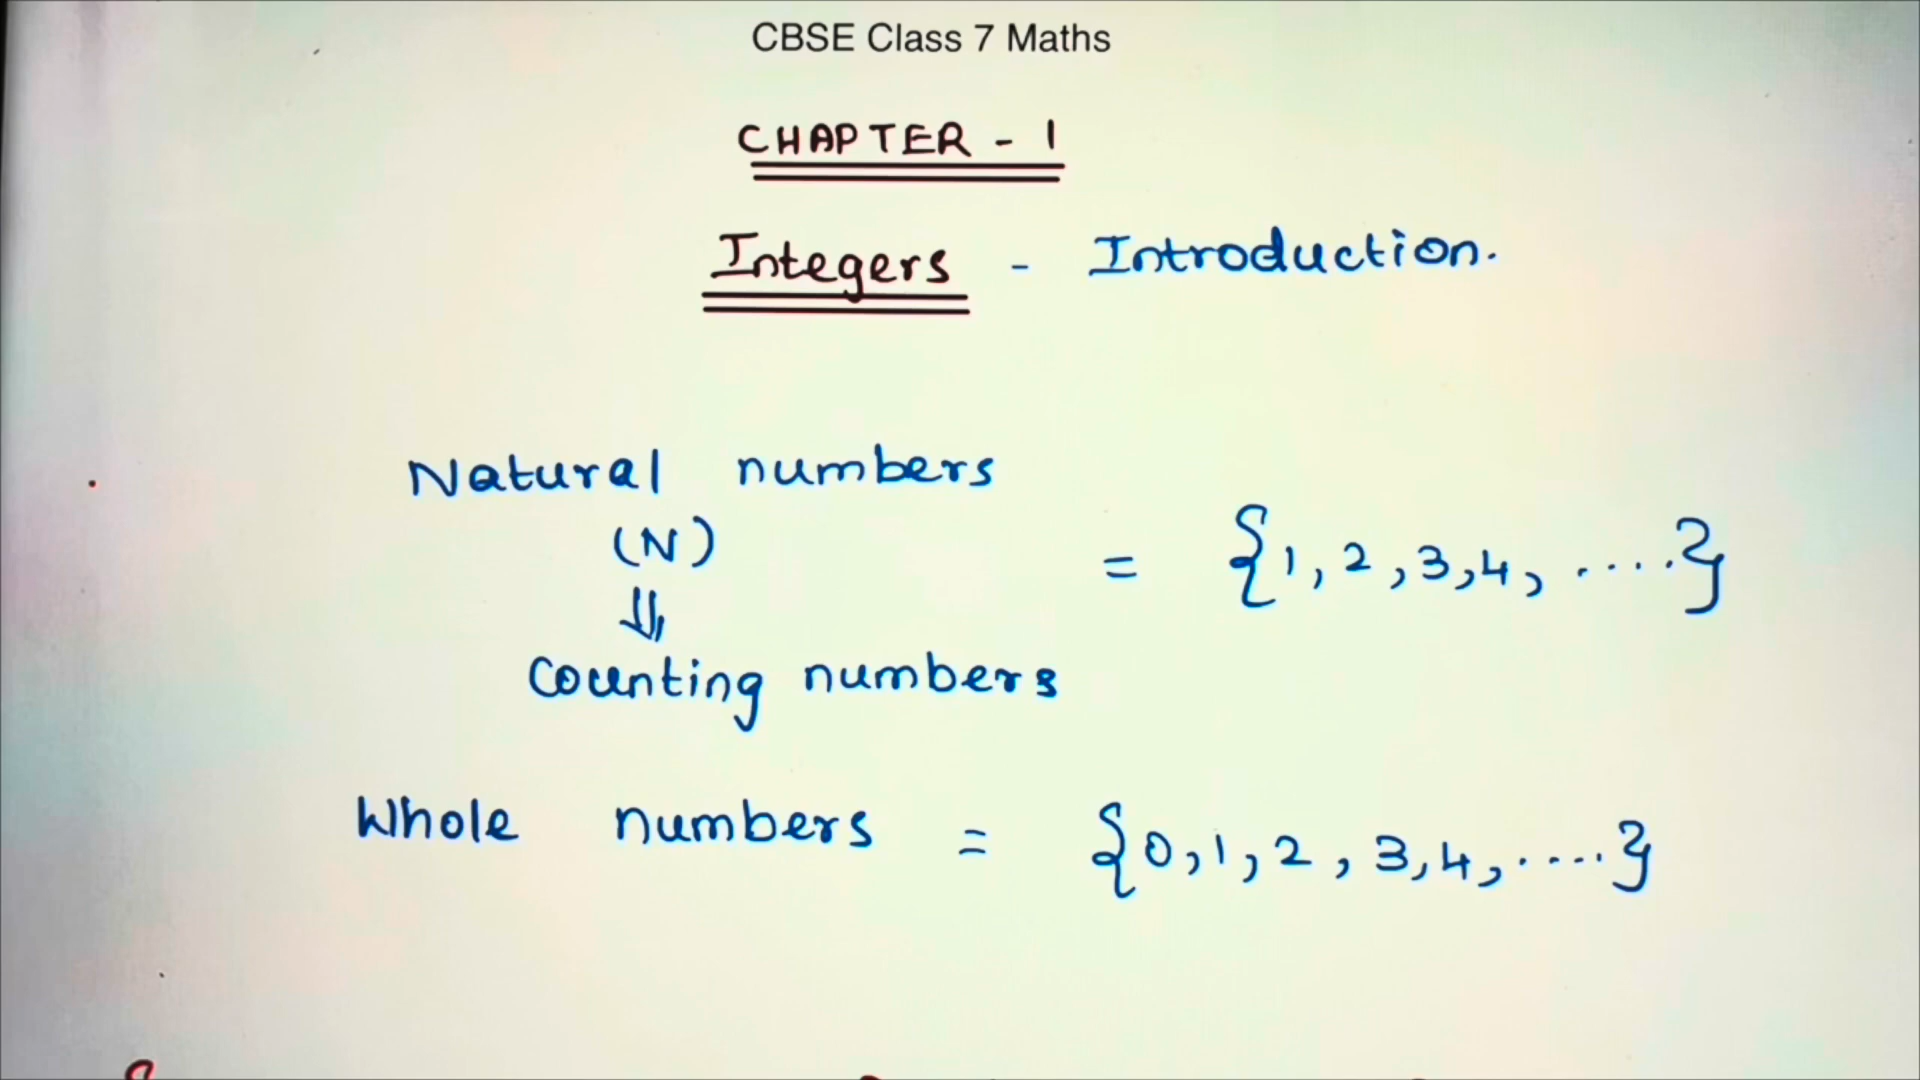 CBSE Class 7 Maths
CHAPTER - 1
Integers - Introduction.
Natural numbers
(N) = {1, 2, 3, 4, .....}
⇓
Counting numbers
Whole numbers = {0, 1, 2, 3, 4, .....}